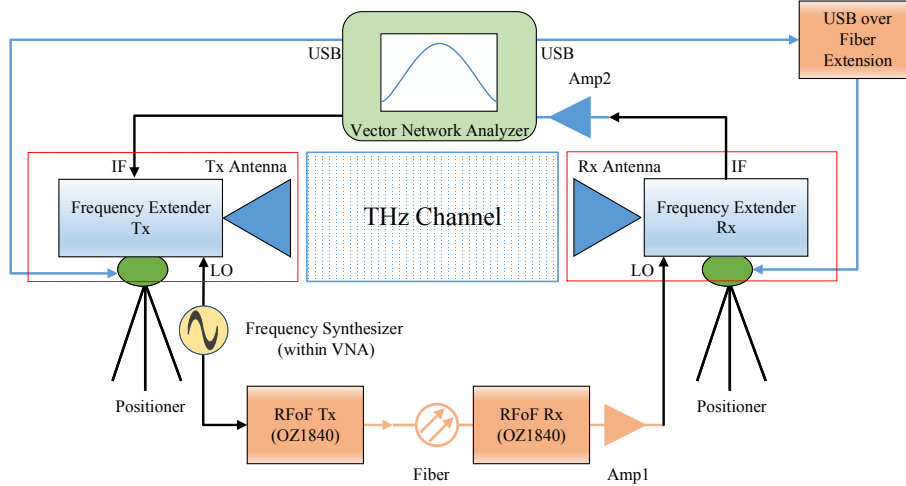 USB
USB
USB over
Fiber
Extension
Amp2
Vector Network Analyzer
IF
Tx Antenna
Rx Antenna
IF
Frequency Extender
Tx
THz Channel
Frequency Extender
Rx
LO
LO
Frequency Synthesizer
(within VNA)
Positioner
RFoF Tx
(OZ1840)
RFoF Rx
(OZ1840)
Positioner
Fiber
Amp1